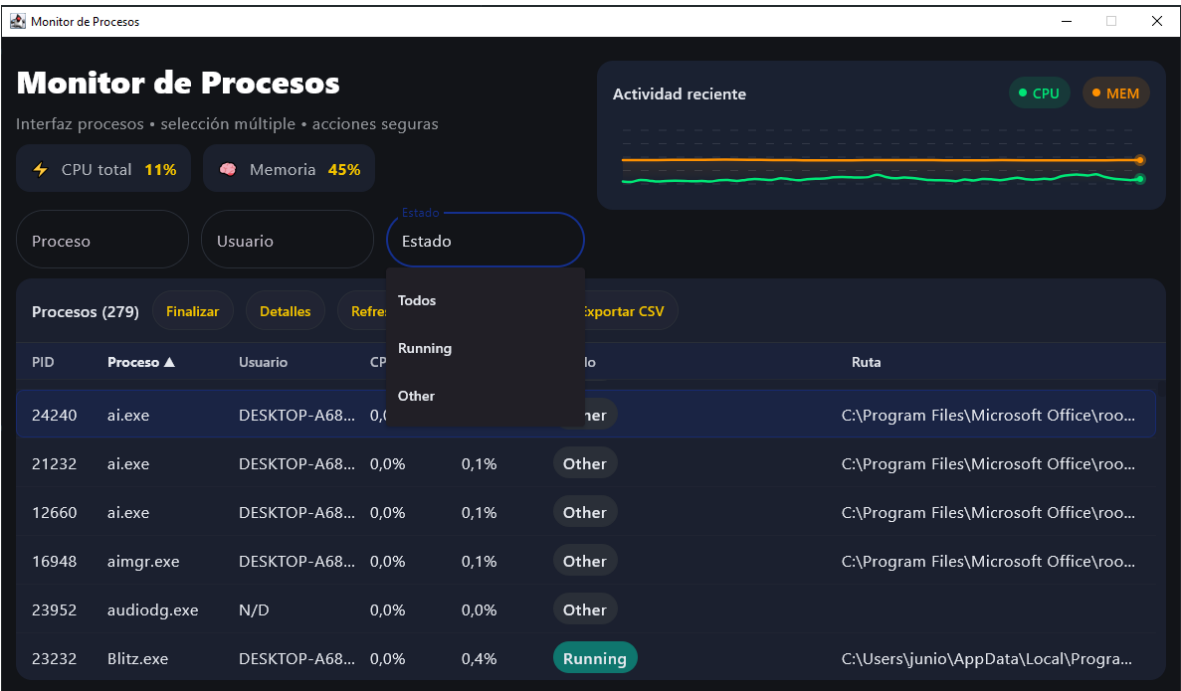 Monitor de Procesos
Monitor de Procesos
Interfaz procesos • selección múltiple • acciones seguras
CPU total 11%
Memoria 45%
Actividad reciente
CPU
MEM
Proceso
Usuario
Estado
Estado
Todos
Running
Other
Procesos (279) Finalizar Detalles Exportar CSV
PID Proceso ▲ Usuario Ruta
24240 ai.exe DESKTOP-A68... C:\Program Files\Microsoft Office\roo...
21232 ai.exe DESKTOP-A68... 0,0% 0,1% Other C:\Program Files\Microsoft Office\roo...
12660 ai.exe DESKTOP-A68... 0,0% 0,1% Other C:\Program Files\Microsoft Office\roo...
16948 aimgr.exe DESKTOP-A68... 0,0% 0,1% Other C:\Program Files\Microsoft Office\roo...
23952 audiodg.exe N/D 0,0% 0,0% Other
23232 Blitz.exe DESKTOP-A68... 0,0% 0,4% Running C:\Users\junio\AppData\Local\Progra...